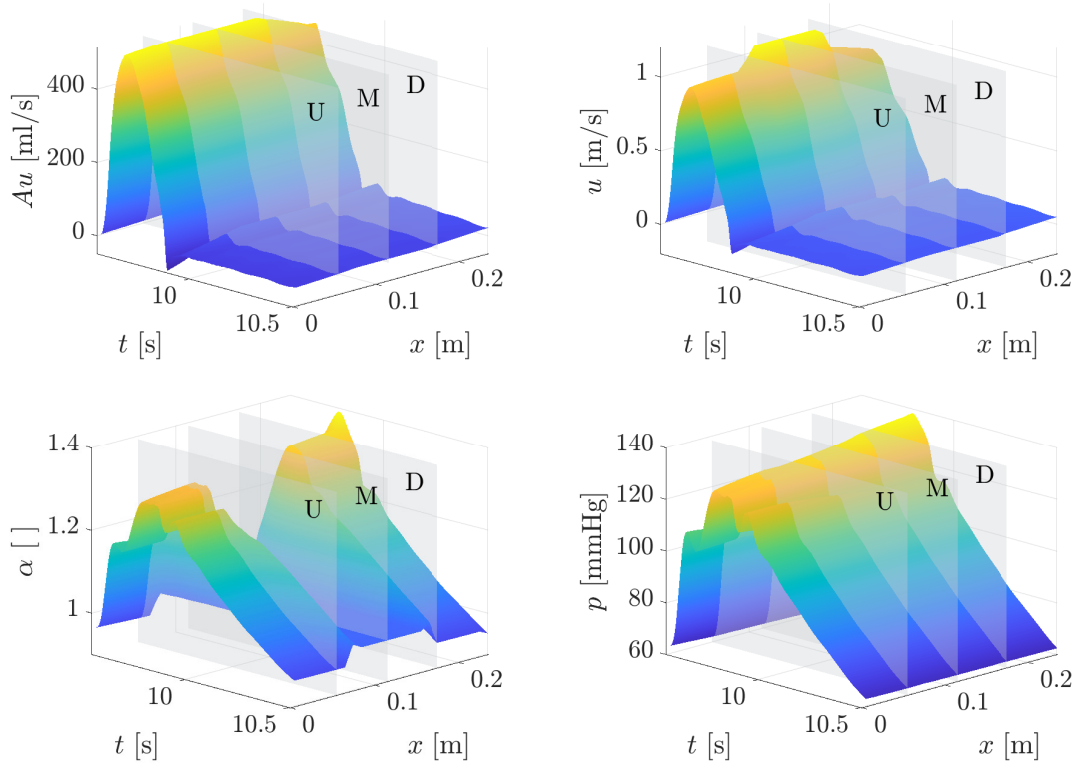 Au [ml/s]
400
200
0
U
M
D
10
10.5
0
0.1
0.2
t [s]
x [m]
u [m/s]
1
0.5
0
U
M
D
10
10.5
0
0.1
0.2
t [s]
x [m]
α [ ]
1.4
1.2
1
U
M
D
10
10.5
0
0.1
0.2
t [s]
x [m]
p [mmHg]
140
120
100
80
60
U
M
D
10
10.5
0
0.1
0.2
t [s]
x [m]